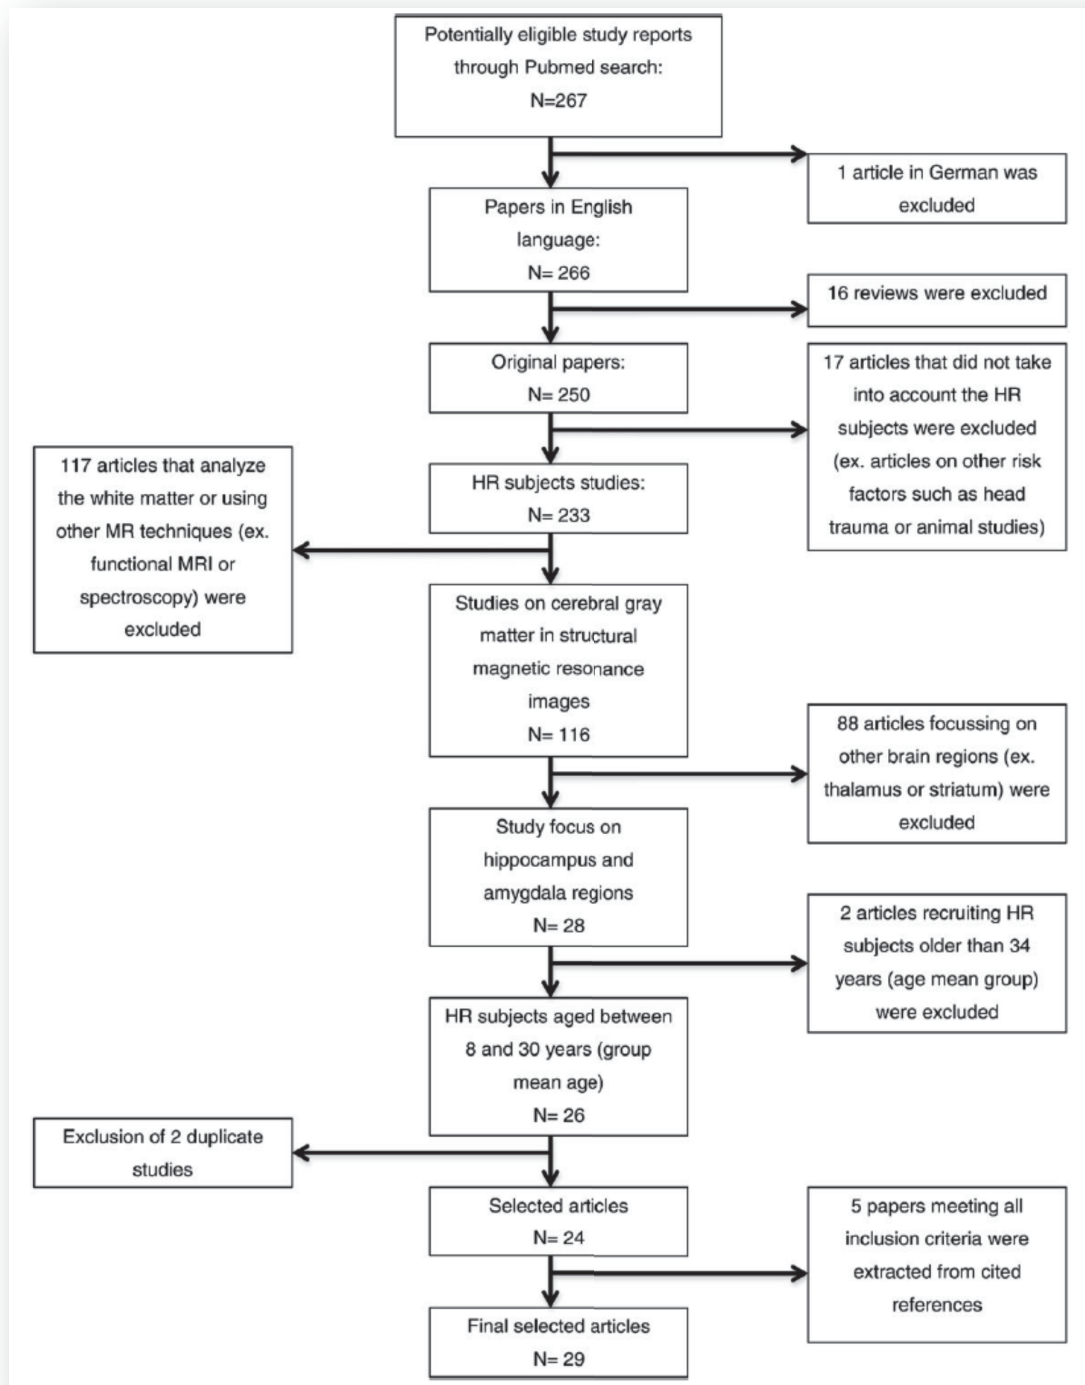 Potentially eligible study reports
through Pubmed search:
N=267
1 article in German was
excluded
Papers in English
language:
N= 266
16 reviews were excluded
Original papers:
N= 250
17 articles that did not take
into account the HR
subjects were excluded
(ex. articles on other risk
factors such as head
trauma or animal studies)
HR subjects studies:
N= 233
117 articles that analyze
the white matter or using
other MR techniques (ex.
functional MRI or
spectroscopy) were
excluded
Studies on cerebral gray
matter in structural
magnetic resonance
images
N= 116
88 articles focussing on
other brain regions (ex.
thalamus or striatum) were
excluded
Study focus on
hippocampus and
amygdala regions
N= 28
2 articles recruiting HR
subjects older than 34
years (age mean group)
were excluded
HR subjects aged between
8 and 30 years (group
mean age)
N= 26
Exclusion of 2 duplicate
studies
Selected articles
N= 24
5 papers meeting all
inclusion criteria were
extracted from cited
references
Final selected articles
N= 29